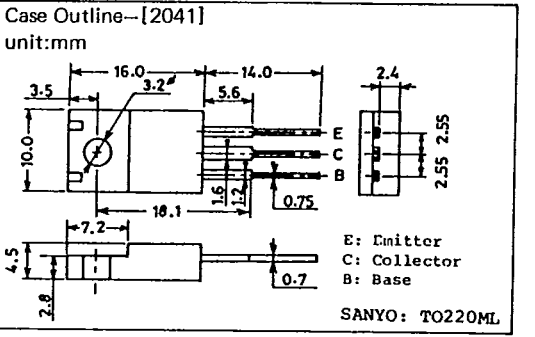 Case Outline—[2041]
unit:mm
16.0
14.0
3.5
3.2ø
5.6
2.4
10.0
E
C
B
2.55
2.55
1.6
1.2
0.75
18.1
7.2
4.5
2.8
0.7
E: Emitter
C: Collector
B: Base
SANYO: TO220ML